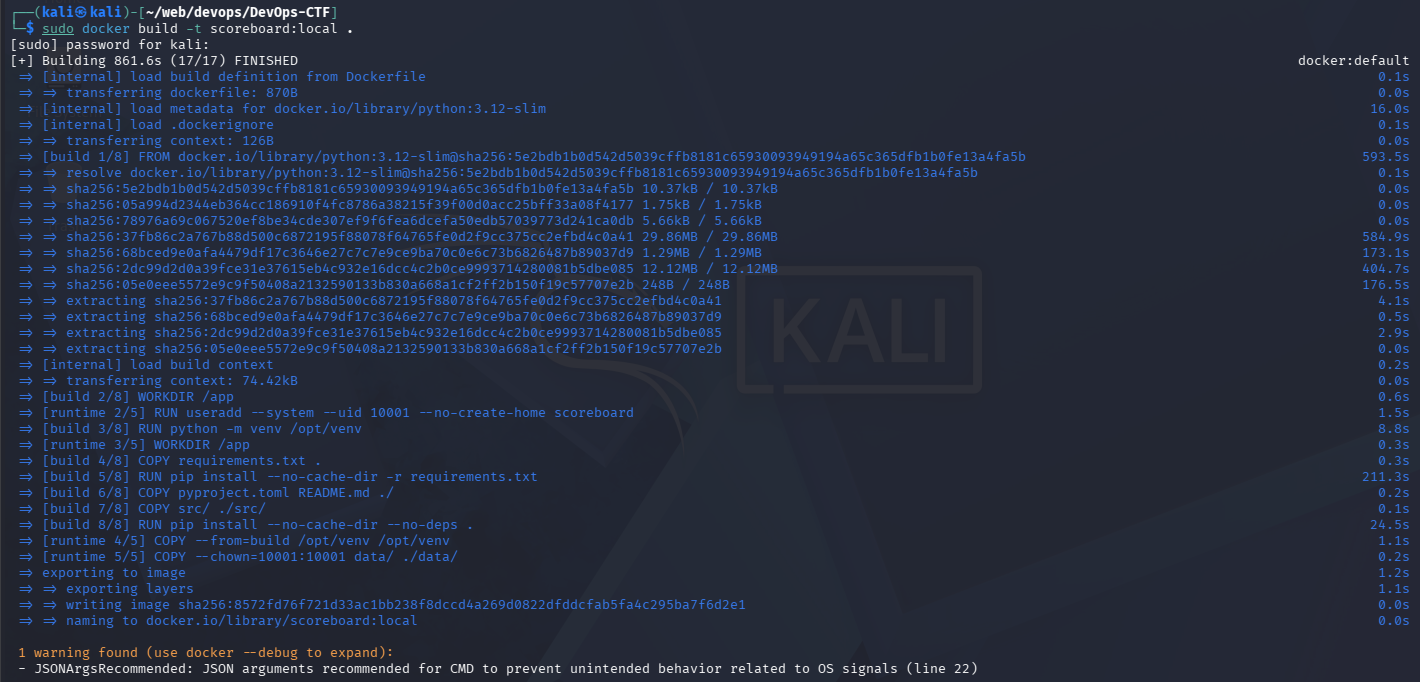 ┌──(kali㉿kali)-[~/web/devops/DevOps-CTF]
└─$ sudo docker build -t scoreboard:local .
[sudo] password for kali:
[+] Building 861.6s (17/17) FINISHED docker:default
=> [internal] load build definition from Dockerfile 0.1s
=> => transferring dockerfile: 870B 0.0s
=> [internal] load metadata for docker.io/library/python:3.12-slim 16.0s
=> [internal] load .dockerignore 0.1s
=> => transferring context: 126B 0.0s
=> [build 1/8] FROM docker.io/library/python:3.12-slim@sha256:5e2bdb1b0d542d5039cffb8181c65930093949194a65c365dfb1b0fe13a4fa5b 593.5s
=> => resolve docker.io/library/python:3.12-slim@sha256:5e2bdb1b0d542d5039cffb8181c65930093949194a65c365dfb1b0fe13a4fa5b 0.1s
=> => sha256:5e2bdb1b0d542d5039cffb8181c65930093949194a65c365dfb1b0fe13a4fa5b 10.37kB / 10.37kB 0.0s
=> => sha256:05a994d2344eb364cc186910f4fc8786a38215f39f00d0acc25bff33a08f4177 1.75kB / 1.75kB 0.0s
=> => sha256:78976a69c067520ef8be34cde307ef9f6fea6dcefa50edb57039773d241ca0db 5.66kB / 5.66kB 0.0s
=> => sha256:37fb86c2a767b88d500c6872195f88078f64765fe0d2f9cc375cc2efbd4c0a41 29.86MB / 29.86MB 584.9s
=> => sha256:68bced9e0afa4479df17c3646e27c7c7e9ce9ba70c0e6c73b6826487b89037d9 1.29MB / 1.29MB 173.1s
=> => sha256:2dc99d2d0a39fce31e37615eb4c932e16dcc4c2b0ce9993714280081b5dbe085 12.12MB / 12.12MB 404.7s
=> => sha256:05e0eee5572e9c9f50408a2132590133b830a668a1cf2ff2b150f19c57707e2b 248B / 248B 176.5s
=> => extracting sha256:37fb86c2a767b88d500c6872195f88078f64765fe0d2f9cc375cc2efbd4c0a41 4.1s
=> => extracting sha256:68bced9e0afa4479df17c3646e27c7c7e9ce9ba70c0e6c73b6826487b89037d9 0.5s
=> => extracting sha256:2dc99d2d0a39fce31e37615eb4c932e16dcc4c2b0ce9993714280081b5dbe085 2.9s
=> => extracting sha256:05e0eee5572e9c9f50408a2132590133b830a668a1cf2ff2b150f19c57707e2b 0.0s
=> [internal] load build context 0.2s
=> => transferring context: 74.42kB 0.0s
=> [build 2/8] WORKDIR /app 0.6s
=> [runtime 2/5] RUN useradd --system --uid 10001 --no-create-home scoreboard 1.5s
=> [build 3/8] RUN python -m venv /opt/venv 8.8s
=> [runtime 3/5] WORKDIR /app 0.3s
=> [build 4/8] COPY requirements.txt . 0.3s
=> [build 5/8] RUN pip install --no-cache-dir -r requirements.txt 211.3s
=> [build 6/8] COPY pyproject.toml README.md ./ 0.2s
=> [build 7/8] COPY src/ ./src/ 0.1s
=> [build 8/8] RUN pip install --no-cache-dir --no-deps . 24.5s
=> [runtime 4/5] COPY --from=build /opt/venv /opt/venv 1.1s
=> [runtime 5/5] COPY --chown=10001:10001 data/ ./data/ 0.2s
=> exporting to image 1.2s
=> => exporting layers 1.1s
=> => writing image sha256:8572fd76f721d33ac1bb238f8dccd4a269d0822dfddcfab5fa4c295ba7f6d2e1 0.0s
=> => naming to docker.io/library/scoreboard:local 0.0s
1 warning found (use docker --debug to expand):
- JSONArgsRecommended: JSON arguments recommended for CMD to prevent unintended behavior related to OS signals (line 22)
KALI